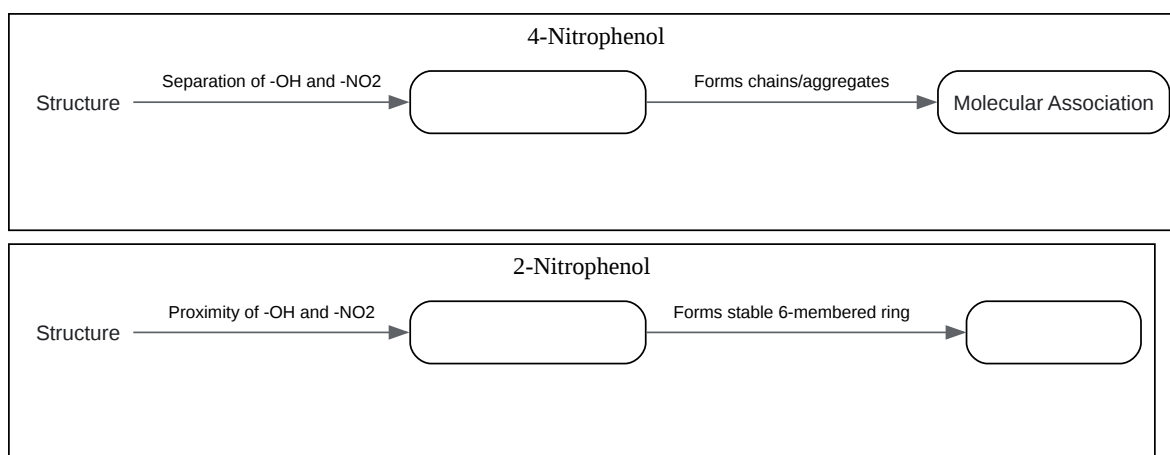 4-Nitrophenol
Structure
Separation of -OH and -NO2
Forms chains/aggregates
Molecular Association
2-Nitrophenol
Structure
Proximity of -OH and -NO2
Forms stable 6-membered ring